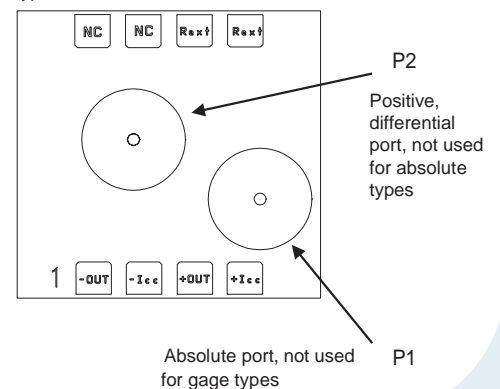 NC NC Rext Rext
P2
Positive,
differential
port, not used
for absolute
types
1 -OUT -Icc +OUT +Icc
Absolute port, not used
for gage types
P1